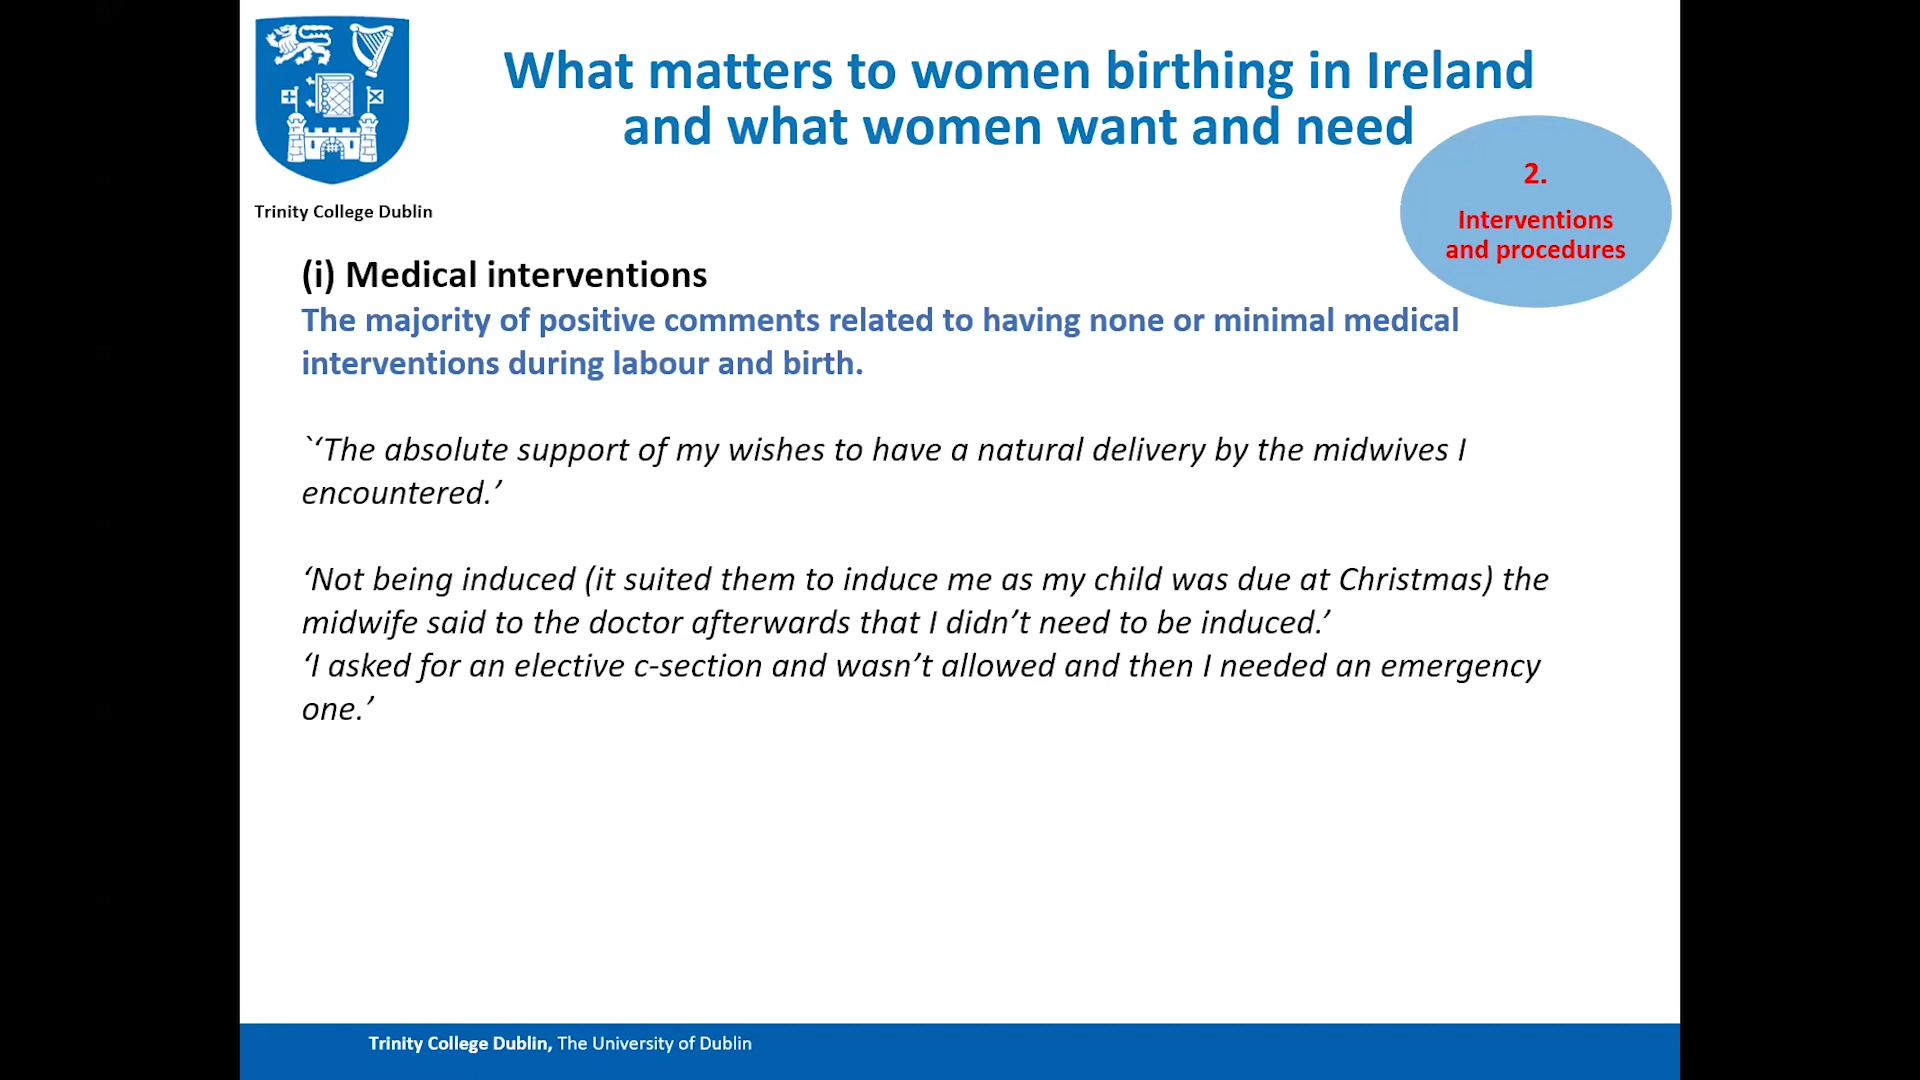 What matters to women birthing in Ireland
and what women want and need
2.
Interventions
and procedures
Trinity College Dublin
(i) Medical interventions
The majority of positive comments related to having none or minimal medical
interventions during labour and birth.
`‘The absolute support of my wishes to have a natural delivery by the midwives I
encountered.’
‘Not being induced (it suited them to induce me as my child was due at Christmas) the
midwife said to the doctor afterwards that I didn’t need to be induced.’
‘I asked for an elective c-section and wasn’t allowed and then I needed an emergency
one.’
Trinity College Dublin, The University of Dublin